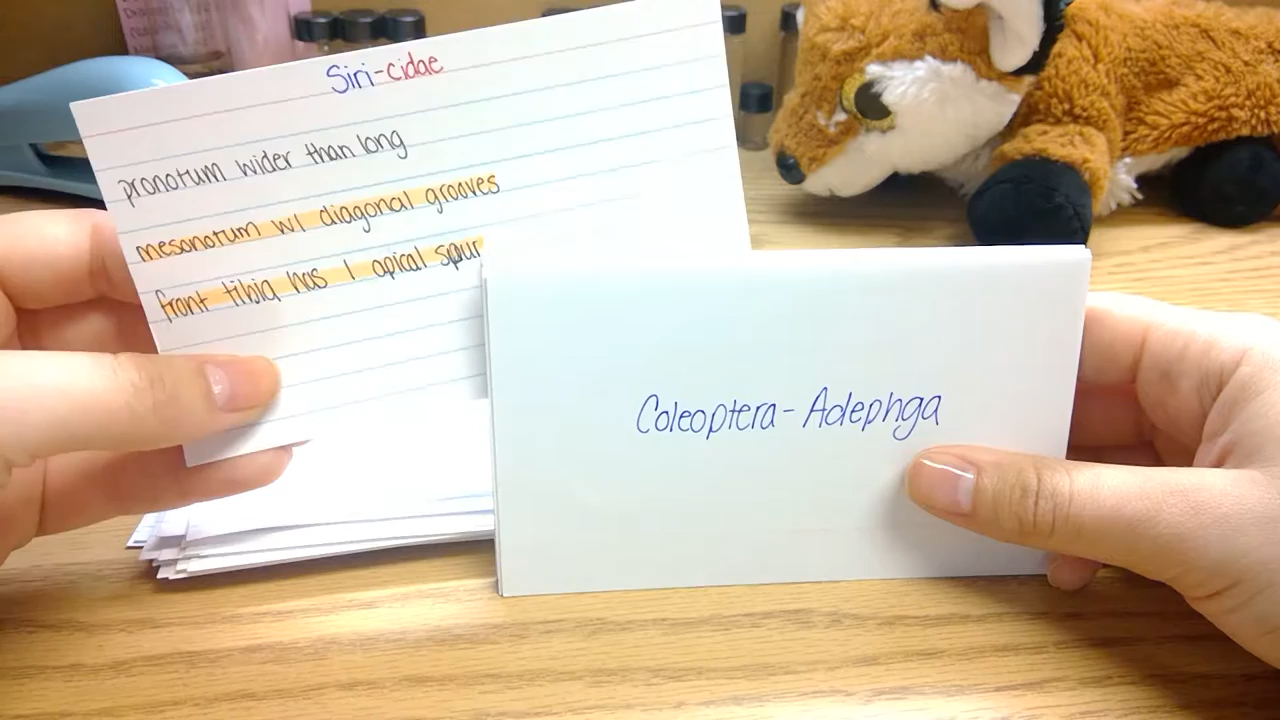 Siri-cidae
pronotum wider than long
mesonotum w/ diagonal grooves
front tibia has 1 apical spur
Coleoptera - Adephga